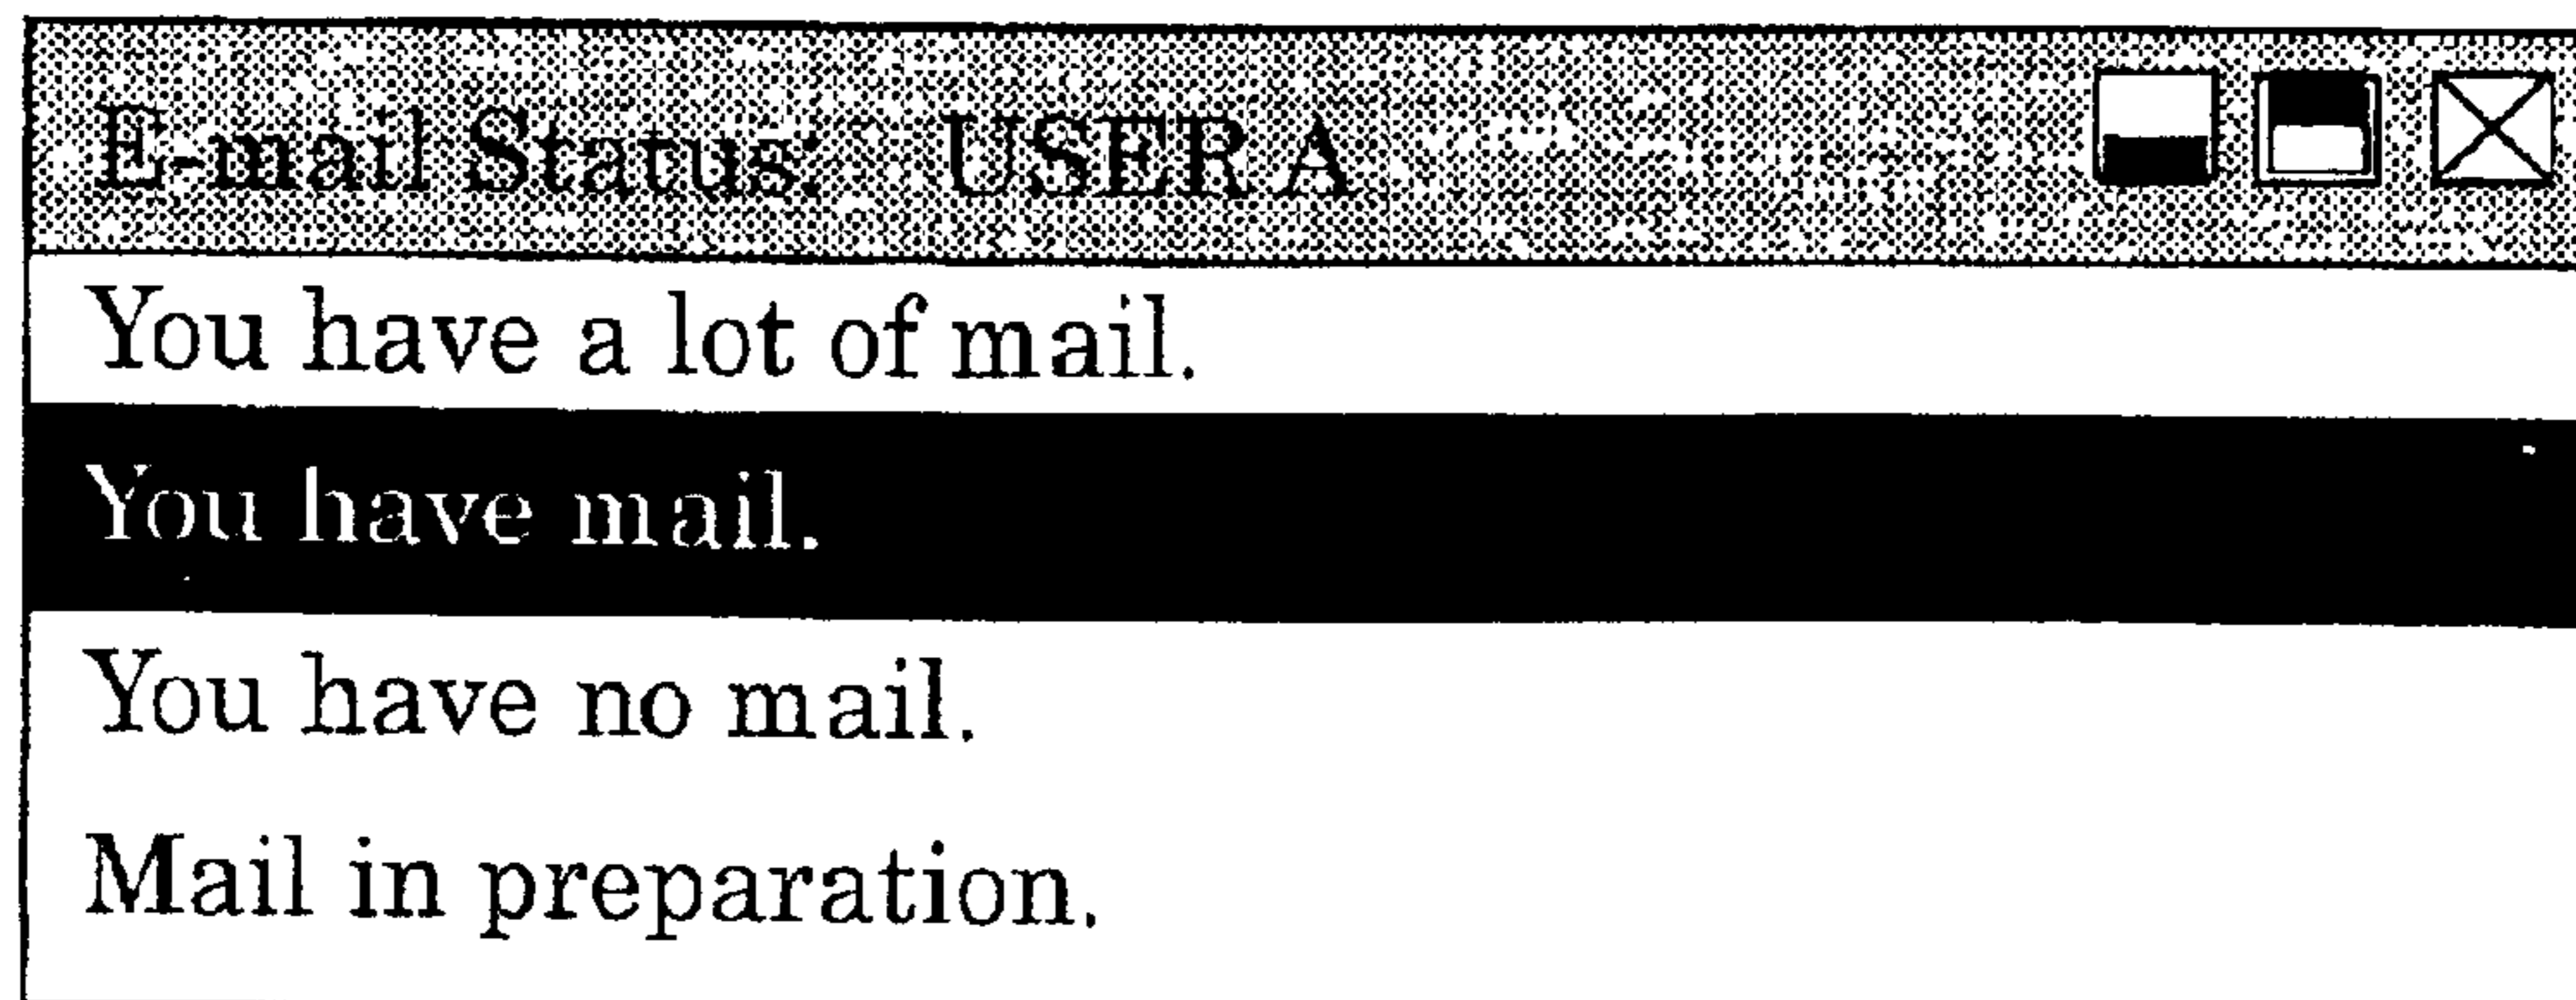 E-mail Status: USER A
You have a lot of mail.
You have mail.
You have no mail.
Mail in preparation.